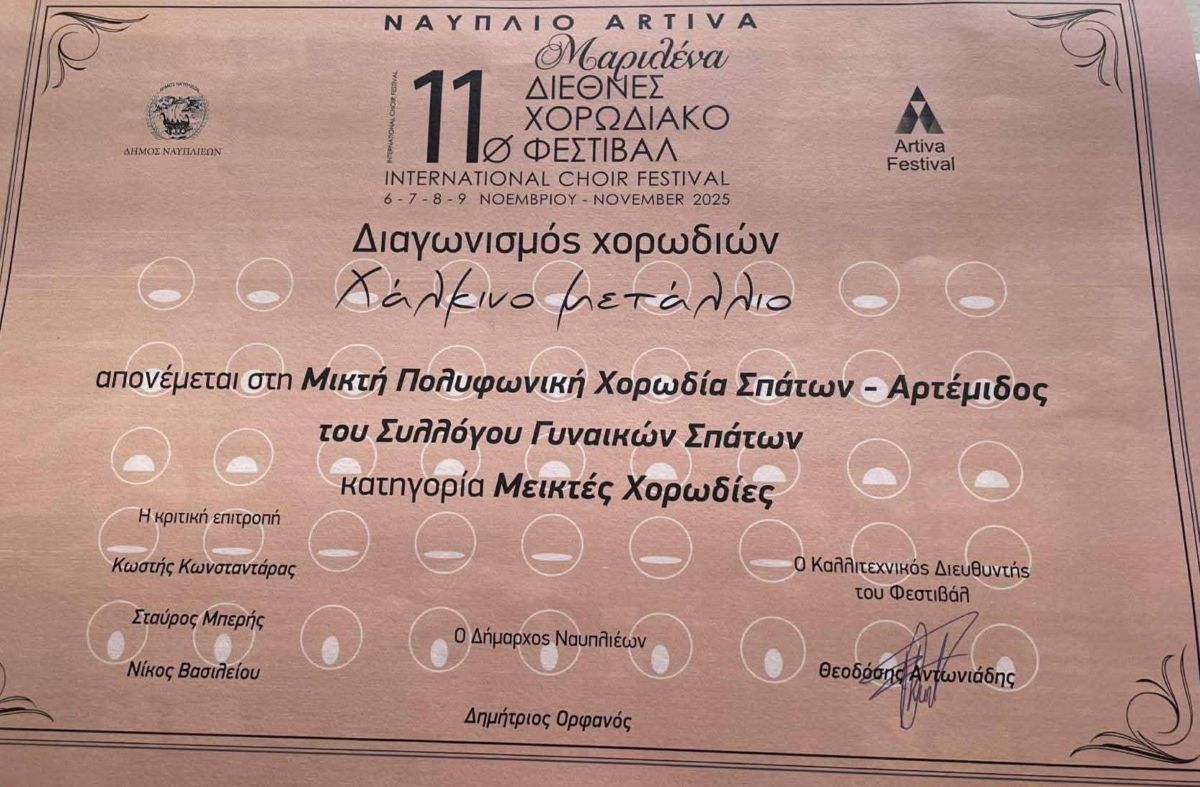 ΝΑΥΠΛΙΟ ARTIVA
Μαριλένα
INTERNATIONAL CHOIR FESTIVAL
11ο ΔΙΕΘΝΕΣ
ΧΟΡΩΔΙΑΚΟ
ΦΕΣΤΙΒΑΛ
INTERNATIONAL CHOIR FESTIVAL
6 - 7 - 8 - 9 ΝΟΕΜΒΡΙΟΥ - NOVEMBER 2025
ΔΗΜΟΣ ΝΑΥΠΛΙΕΩΝ
ΔΗΜΟΣ ΝΑΥΠΛΙΕΩΝ
Artiva
Festival
Διαγωνισμός χορωδιών
Χάλκινο μετάλλιο
απονέμεται στη Μικτή Πολυφωνική Χορωδία Σπάτων – Αρτέμιδος
του Συλλόγου Γυναικών Σπάτων
κατηγορία Μεικτές Χορωδίες
Η κριτική επιτροπή
Κωστής Κωνσταντάρας
Σταύρος Μπερής
Νίκος Βασιλείου
Ο Δήμαρχος Ναυπλιέων
Δημήτριος Ορφανός
Ο Καλλιτεχνικός Διευθυντής
του Φεστιβάλ
Θεοδόσης Αντωνιάδης